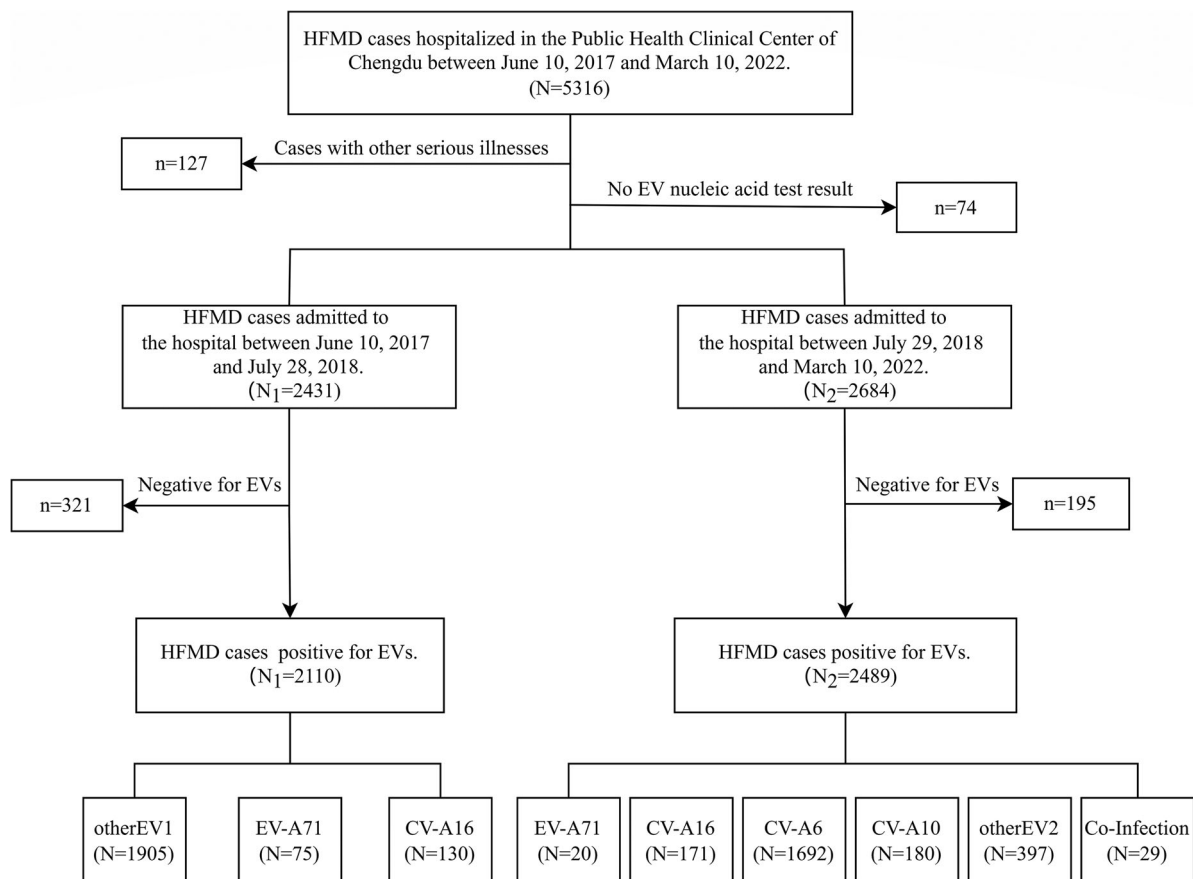 HFMD cases hospitalized in the Public Health Clinical Center of
Chengdu between June 10, 2017 and March 10, 2022.
(N=5316)
Cases with other serious illnesses
n=127
No EV nucleic acid test result
n=74
HFMD cases admitted to
the hospital between June 10, 2017
and July 28, 2018.
(N1=2431)
HFMD cases admitted to
the hospital between July 29, 2018
and March 10, 2022.
(N2=2684)
Negative for EVs
n=321
Negative for EVs
n=195
HFMD cases positive for EVs.
(N1=2110)
HFMD cases positive for EVs.
(N2=2489)
otherEV1
(N=1905)
EV-A71
(N=75)
CV-A16
(N=130)
EV-A71
(N=20)
CV-A16
(N=171)
CV-A6
(N=1692)
CV-A10
(N=180)
otherEV2
(N=397)
Co-Infection
(N=29)